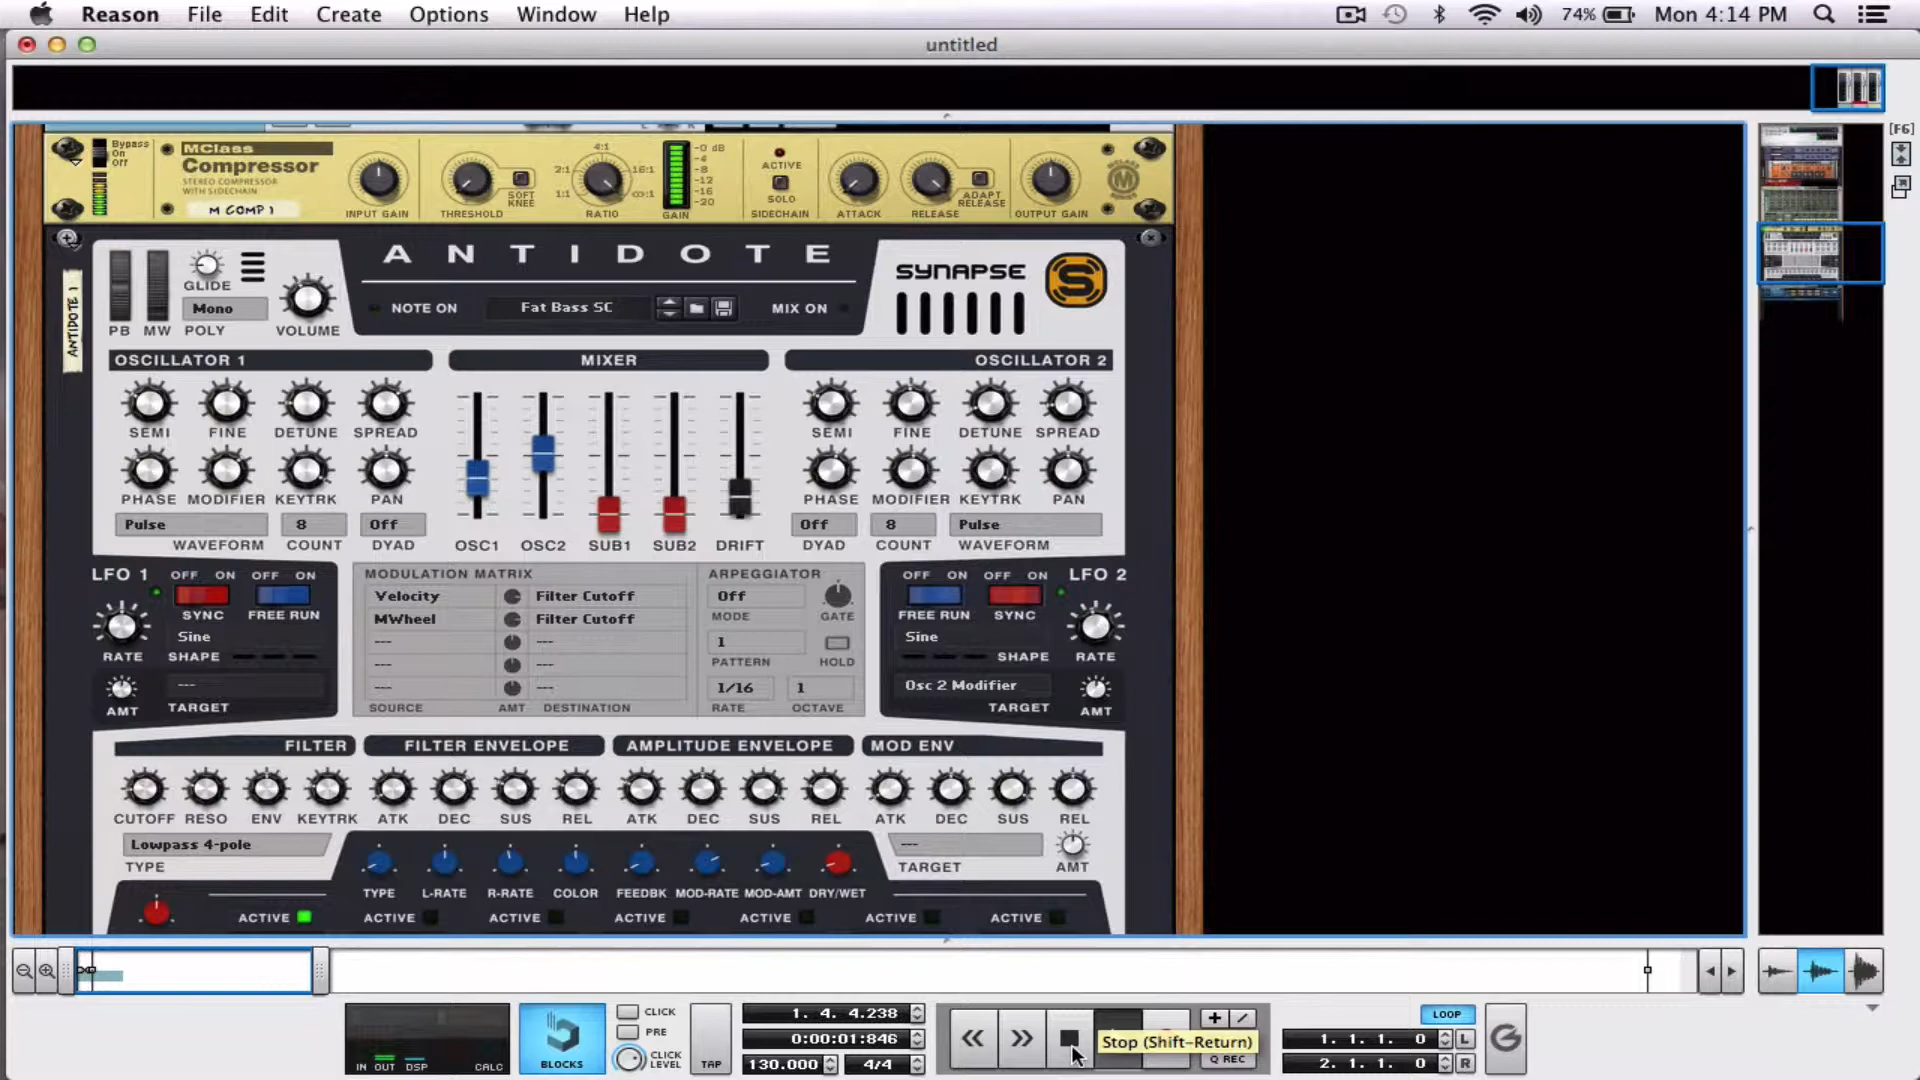 Reason File Edit Create Options Window Help 74% Mon 4:14 PM
untitled
[F6]
Bypass
On
Off
MClass
Compressor
STEREO COMPRESSOR
WITH SIDECHAIN
M COMP 1
INPUT GAIN
THRESHOLD
SOFT
KNEE
4:1
2:1 16:1
1:1 ∞:1
RATIO
-0 dB
-4
-8
-12
-16
-20
GAIN
ACTIVE
SOLO
SIDECHAIN
ATTACK
RELEASE
ADAPT
RELEASE
OUTPUT GAIN
ANTIDOTE
ANTIDOTE 1
PB MW
GLIDE
Mono
POLY
VOLUME
NOTE ON Fat Bass SC MIX ON
SYNAPSE
S
OSCILLATOR 1 MIXER OSCILLATOR 2
SEMI FINE DETUNE SPREAD SEMI FINE DETUNE SPREAD
PHASE MODIFIER KEYTRK PAN PHASE MODIFIER KEYTRK PAN
Pulse 8 Off Off 8 Pulse
WAVEFORM COUNT DYAD OSC1 OSC2 SUB1 SUB2 DRIFT DYAD COUNT WAVEFORM
LFO 1 OFF ON OFF ON
SYNC FREE RUN
Sine
RATE SHAPE
---
AMT TARGET
MODULATION MATRIX
Velocity Filter Cutoff
MWheel Filter Cutoff
--- ---
--- ---
--- ---
SOURCE AMT DESTINATION
ARPEGGIATOR
Off
MODE GATE
1
PATTERN HOLD
1/16 1
RATE OCTAVE
OFF ON OFF ON LFO 2
FREE RUN SYNC
Sine
SHAPE RATE
Osc 2 Modifier
TARGET AMT
FILTER FILTER ENVELOPE AMPLITUDE ENVELOPE MOD ENV
CUTOFF RESO ENV KEYTRK ATK DEC SUS REL ATK DEC SUS REL ATK DEC SUS REL
Lowpass 4-pole ---
TYPE TARGET AMT
TYPE L-RATE R-RATE COLOR FEEDBK MOD-RATE MOD-AMT DRY/WET
ACTIVE ACTIVE ACTIVE ACTIVE ACTIVE ACTIVE ACTIVE
IN OUT DSP CALC
BLOCKS
CLICK
PRE
CLICK
LEVEL
TAP
1. 4. 4.238
0:00:01:846
130.000 4/4
Stop (Shift-Return)
Q REC
LOOP
1. 1. 1. 0 L
2. 1. 1. 0 R